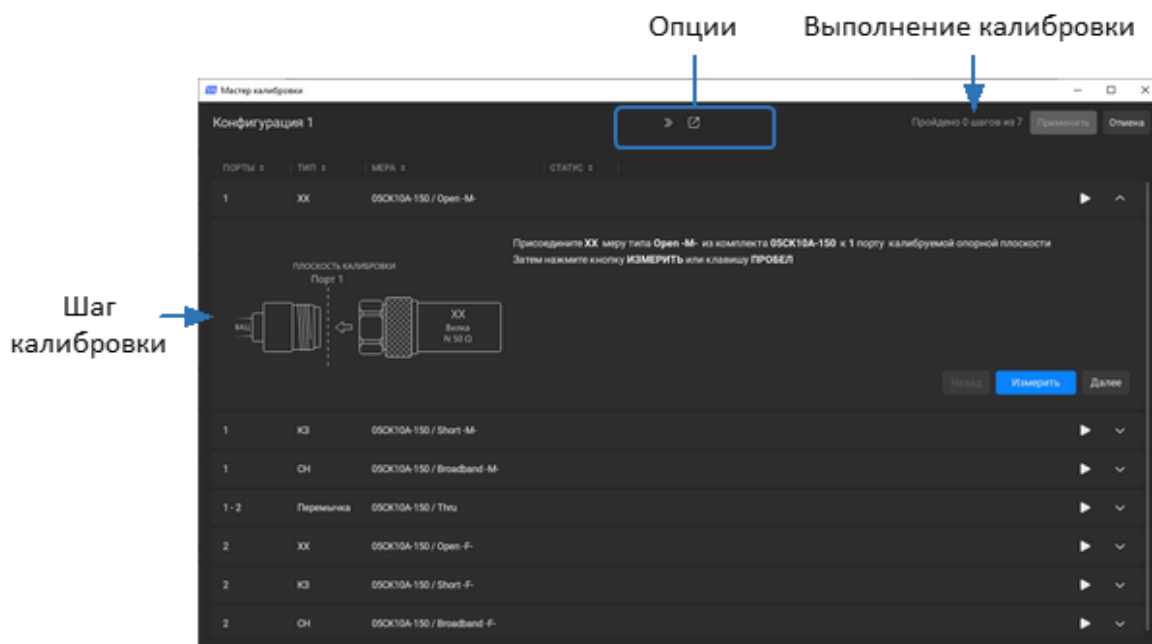 Опции Выполнение калибровки
Мастер калибровки
Конфигурация 1 Пройдено 0 шагов из 7 Применить Отмена
ПОРТЫ ТИП МЕРА СТАТУС
1 ХХ 05CK10A-150 / Open -M-
Присоедините ХХ меру типа Open -M- из комплекта 05CK10A-150 к 1 порту калибруемой опорной плоскости
Затем нажмите кнопку ИЗМЕРИТЬ или клавишу ПРОБЕЛ
ПЛОСКОСТЬ КАЛИБРОВКИ
Порт 1
Шаг
калибровки
ВАЦ
ХХ
Вилка
N 50 Ω
Назад Измерить Далее
1 КЗ 05CK10A-150 / Short -M-
1 СН 05CK10A-150 / Broadband -M-
1 - 2 Перемычка 05CK10A-150 / Thru
2 ХХ 05CK10A-150 / Open -F-
2 КЗ 05CK10A-150 / Short -F-
2 СН 05CK10A-150 / Broadband -F-